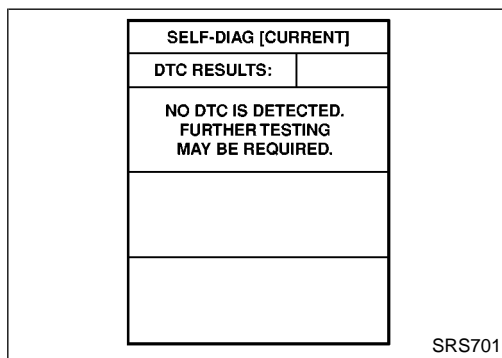 SELF-DIAG [CURRENT]
DTC RESULTS:
NO DTC IS DETECTED.
FURTHER TESTING
MAY BE REQUIRED.
SRS701